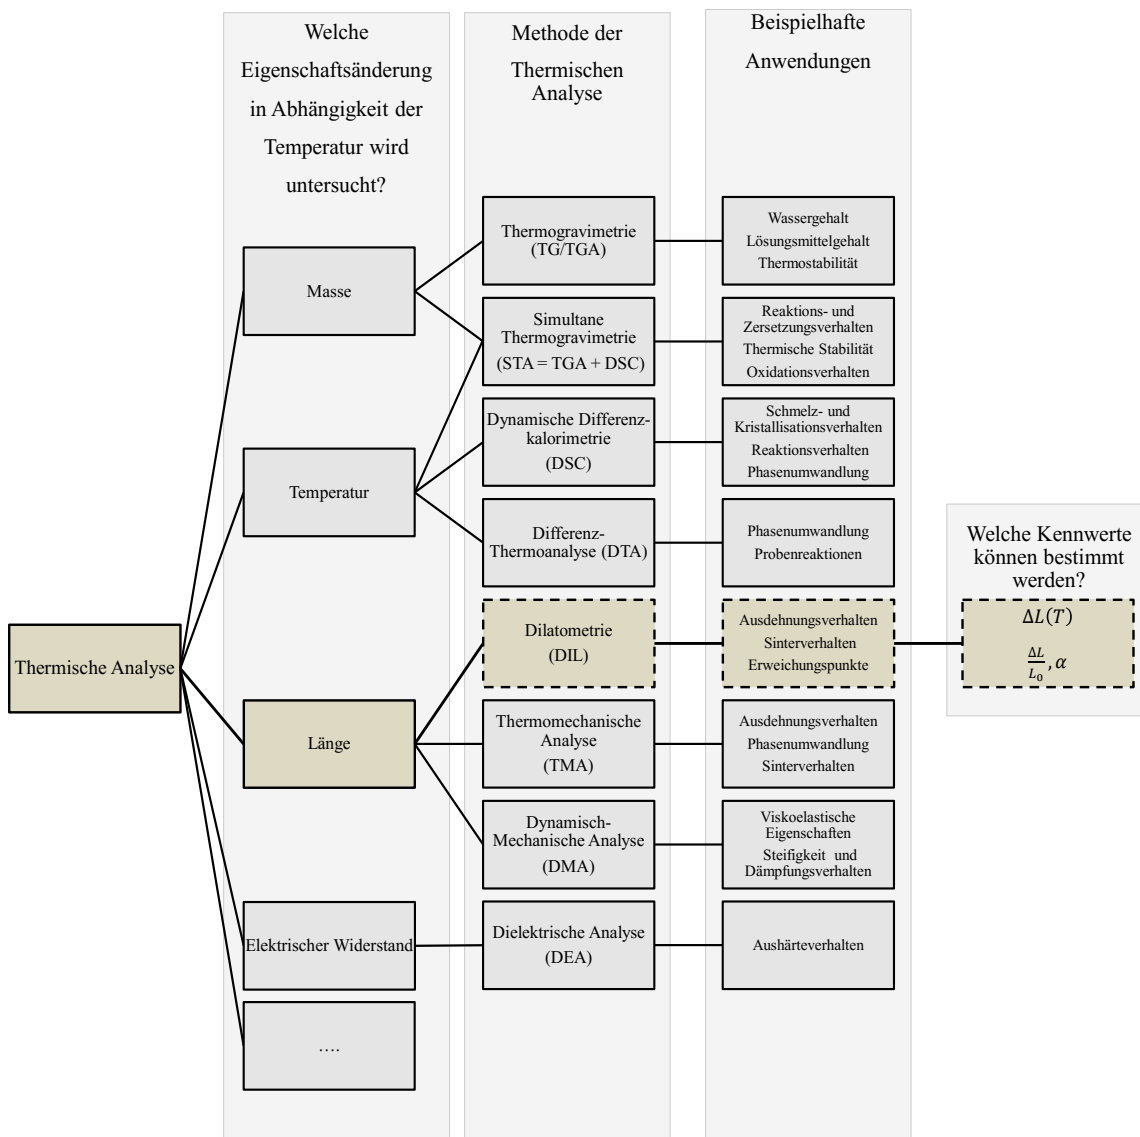 Welche
Eigenschaftsänderung
in Abhängigkeit der
Temperatur wird
untersucht?
Methode der
Thermischen
Analyse
Beispielhafte
Anwendungen
Thermische Analyse
Masse
Temperatur
Länge
Elektrischer Widerstand
….
Thermogravimetrie
(TG/TGA)
Simultane
Thermogravimetrie
(STA = TGA + DSC)
Dynamische Differenz-
kalorimetrie
(DSC)
Differenz-
Thermoanalyse (DTA)
Dilatometrie
(DIL)
Thermomechanische
Analyse
(TMA)
Dynamisch-
Mechanische Analyse
(DMA)
Dielektrische Analyse
(DEA)
Wassergehalt
Lösungsmittelgehalt
Thermostabilität
Reaktions- und
Zersetzungsverhalten
Thermische Stabilität
Oxidationsverhalten
Schmelz- und
Kristallisationsverhalten
Reaktionsverhalten
Phasenumwandlung
Phasenumwandlung
Probenreaktionen
Ausdehnungsverhalten
Sinterverhalten
Erweichungspunkte
Ausdehnungsverhalten
Phasenumwandlung
Sinterverhalten
Viskoelastische
Eigenschaften
Steifigkeit und
Dämpfungsverhalten
Aushärteverhalten
Welche Kennwerte
können bestimmt
werden?
ΔL(T)
ΔL/L₀, α